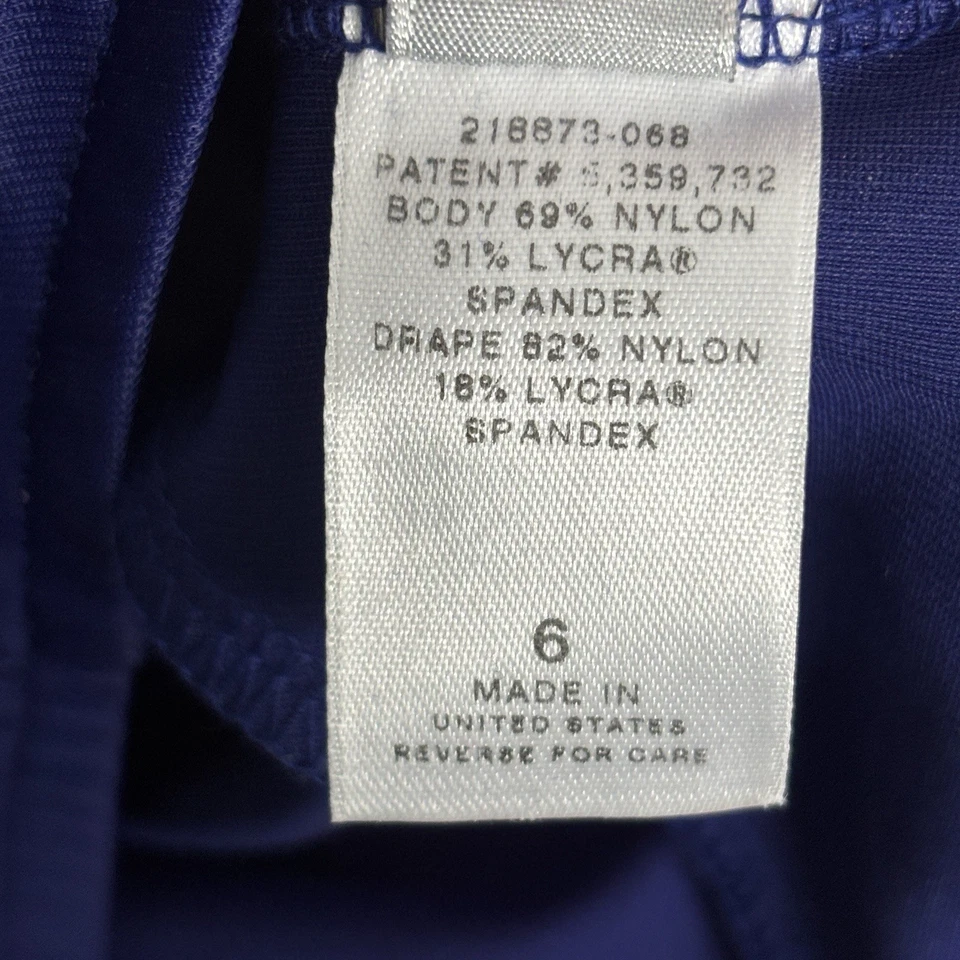 218873-068
PATENT# 5,359,732
BODY 69% NYLON
31% LYCRA®
SPANDEX
DRAPE 82% NYLON
18% LYCRA®
SPANDEX
6
MADE IN
UNITED STATES
REVERSE FOR CARE